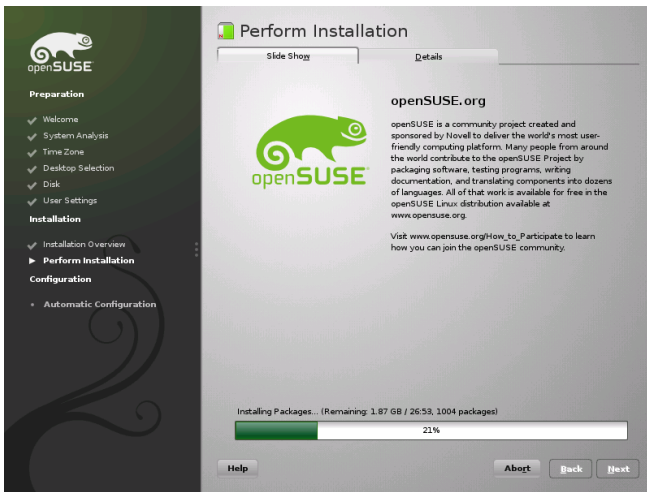 openSUSE
Preparation
Welcome
System Analysis
Time Zone
Desktop Selection
Disk
User Settings
Installation
Installation Overview
Perform Installation
Configuration
Automatic Configuration
Perform Installation
Slide Show
Details
openSUSE
openSUSE.org
openSUSE is a community project created and
sponsored by Novell to deliver the world's most user-
friendly computing platform. Many people from around
the world contribute to the openSUSE Project by
packaging software, testing programs, writing
documentation, and translating components into dozens
of languages. All of that work is available for free in the
openSUSE Linux distribution available at
www.opensuse.org.
Visit www.opensuse.org/How_to_Participate to learn
how you can join the openSUSE community.
Installing Packages... (Remaining: 1.87 GB / 26:53, 1004 packages)
21%
Help
Abort
Back
Next